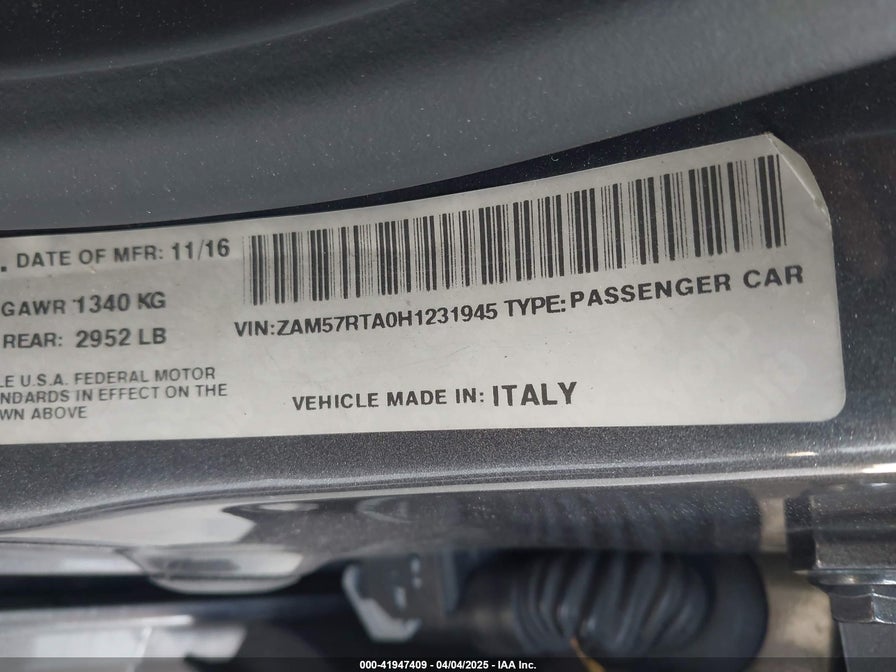 . DATE OF MFR: 11/16
GAWR 1340 KG
REAR: 2952 LB
VIN:ZAM57RTA0H1231945 TYPE:PASSENGER CAR
LE U.S.A. FEDERAL MOTOR
NDARDS IN EFFECT ON THE
WN ABOVE
VEHICLE MADE IN: ITALY
000-41947409 - 04/04/2025 - IAA Inc.